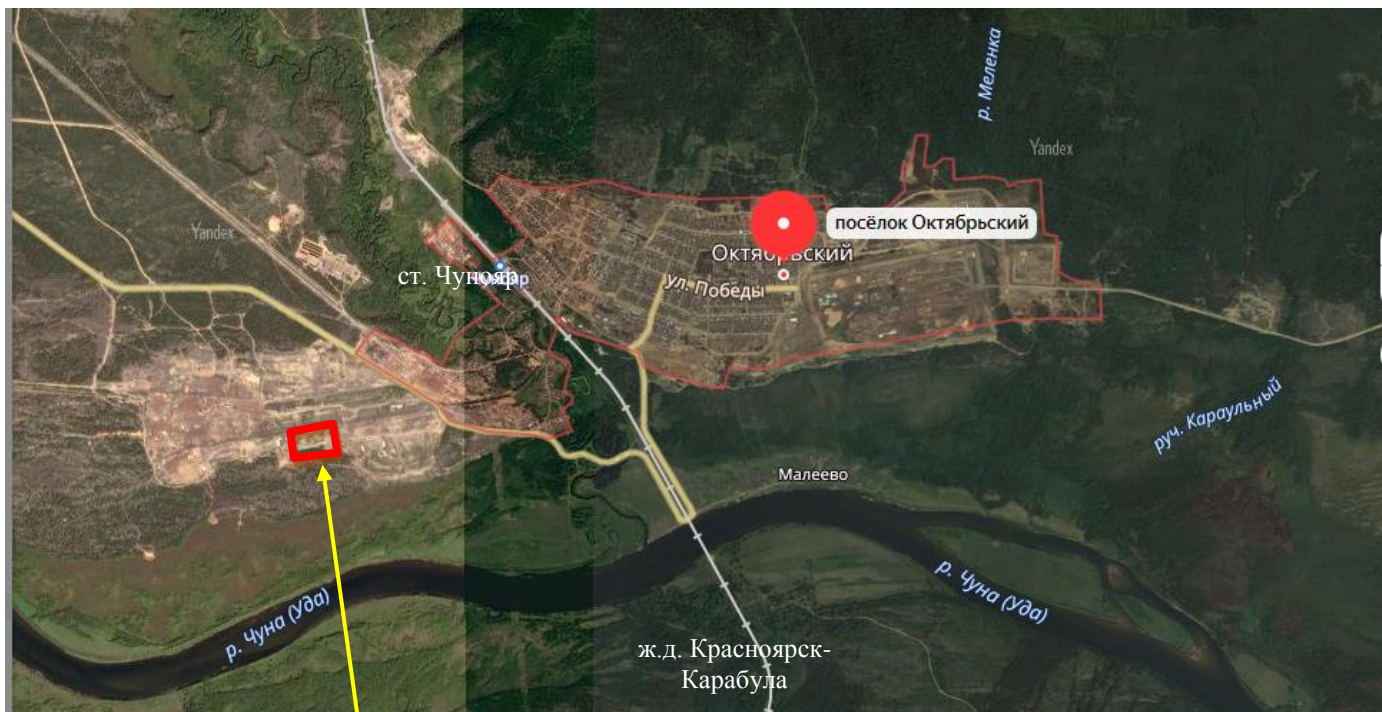 р. Меленка
Yandex
посёлок Октябрьский
Yandex
Октябрьский
ст. Чунояр
ул. Победы
руч. Караульный
Малеево
р. Чуна (Уда)
р. Чуна (Уда)
ж.д. Красноярск-
Карабула